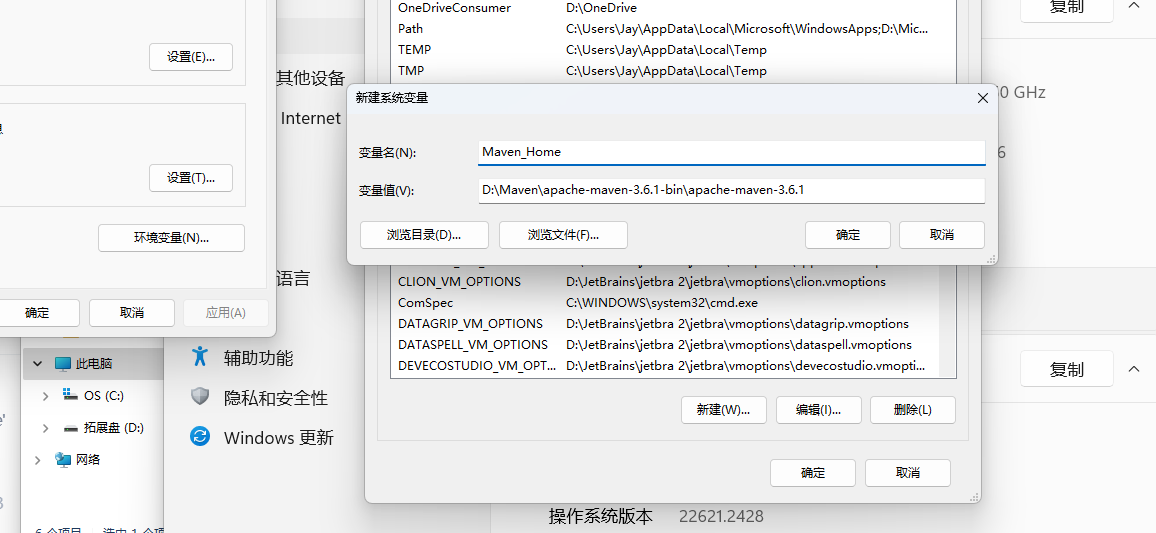 OneDriveConsumer D:\OneDrive
Path C:\Users\Jay\AppData\Local\Microsoft\WindowsApps;D:\Mic...
TEMP C:\Users\Jay\AppData\Local\Temp
TMP C:\Users\Jay\AppData\Local\Temp
复制
设置(E)...
其他设备
Internet
0 GHz
6
新建系统变量
变量名(N): Maven_Home
变量值(V): D:\Maven\apache-maven-3.6.1-bin\apache-maven-3.6.1
浏览目录(D)... 浏览文件(F)... 确定 取消
设置(T)...
环境变量(N)...
语言
确定 取消 应用(A)
CLION_VM_OPTIONS D:\JetBrains\jetbra 2\jetbra\vmoptions\clion.vmoptions
ComSpec C:\WINDOWS\system32\cmd.exe
DATAGRIP_VM_OPTIONS D:\JetBrains\jetbra 2\jetbra\vmoptions\datagrip.vmoptions
DATASPELL_VM_OPTIONS D:\JetBrains\jetbra 2\jetbra\vmoptions\dataspell.vmoptions
DEVECOSTUDIO_VM_OPT... D:\JetBrains\jetbra 2\jetbra\vmoptions\devecostudio.vmopti...
新建(W)... 编辑(I)... 删除(L)
确定 取消
此电脑
OS (C:)
拓展盘 (D:)
网络
辅助功能
隐私和安全性
Windows 更新
复制
操作系统版本 22621.2428